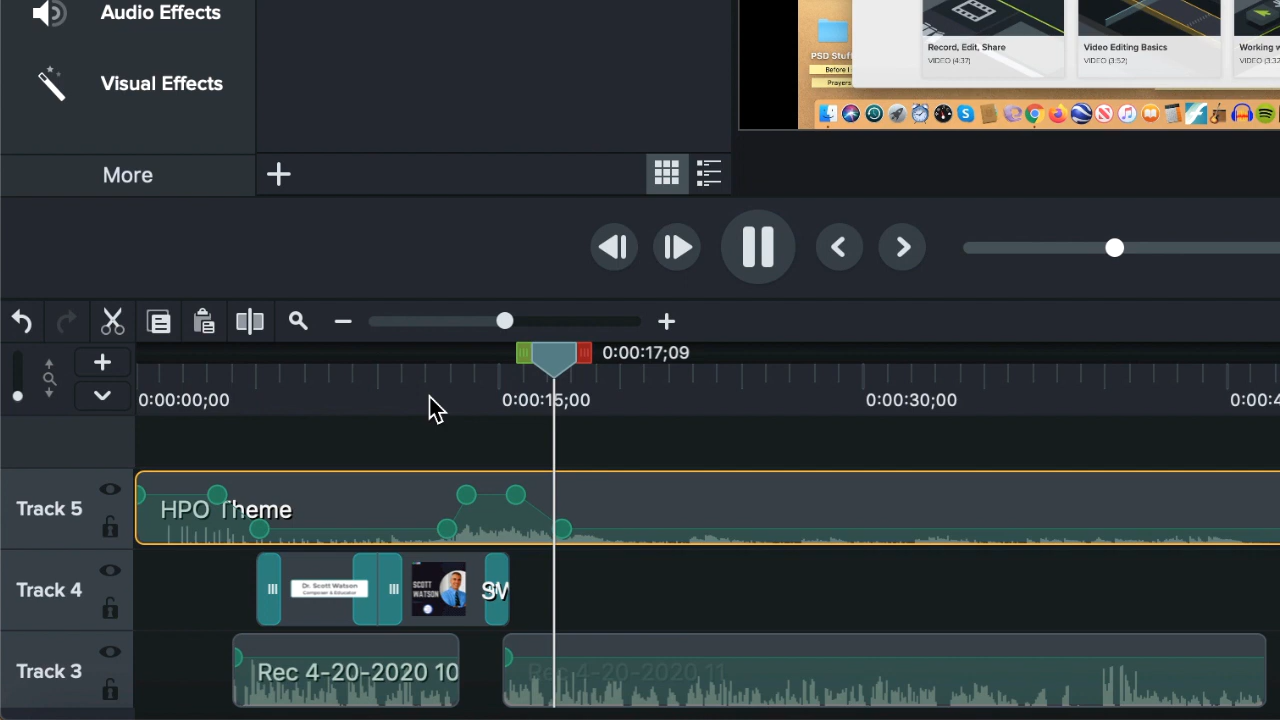 Audio Effects
Visual Effects
More
PSD Stuf
Before I
Prayers
Record, Edit, Share
VIDEO (4:37)
Video Editing Basics
VIDEO (3:52)
Working w
VIDEO (3:32
0:00:17;09
0:00:00;00
0:00:15;00
0:00:30;00
0:00:4
Track 5
HPO Theme
Track 4
Dr. Scott Watson
Composer & Educator
SCOTT
WATSON
SW
Track 3
Rec 4-20-2020 10
Rec 4-20-2020 11